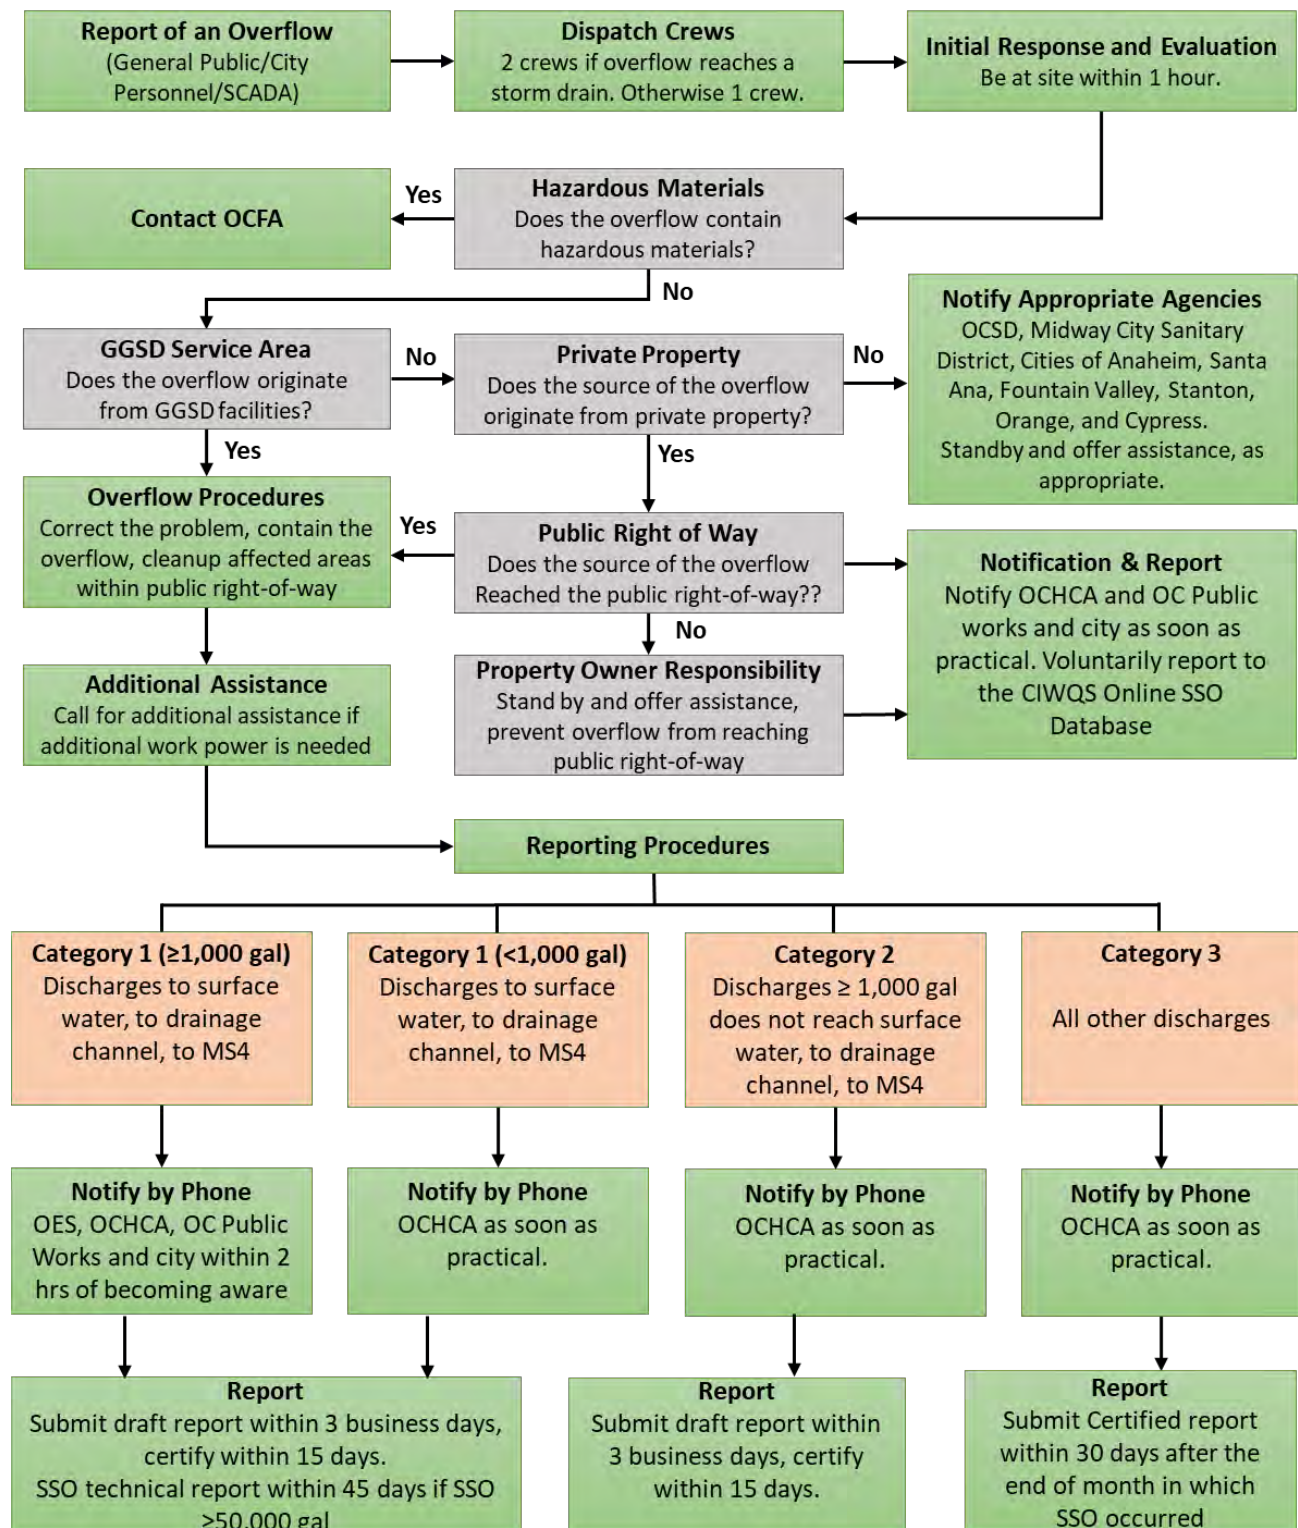 Report of an Overflow
(General Public/City
Personnel/SCADA)
Dispatch Crews
2 crews if overflow reaches a
storm drain. Otherwise 1 crew.
Initial Response and Evaluation
Be at site within 1 hour.
Contact OCFA
Yes
Hazardous Materials
Does the overflow contain
hazardous materials?
No
GGSD Service Area
Does the overflow originate
from GGSD facilities?
No
Private Property
Does the source of the overflow
originate from private property?
No
Notify Appropriate Agencies
OCSD, Midway City Sanitary
District, Cities of Anaheim, Santa
Ana, Fountain Valley, Stanton,
Orange, and Cypress.
Standby and offer assistance, as
appropriate.
Yes
Yes
Overflow Procedures
Correct the problem, contain the
overflow, cleanup affected areas
within public right-of-way
Yes
Public Right of Way
Does the source of the overflow
Reached the public right-of-way??
No
Notification & Report
Notify OCHCA and OC Public
works and city as soon as
practical. Voluntarily report to
the CIWQS Online SSO
Database
Additional Assistance
Call for additional assistance if
additional work power is needed
Property Owner Responsibility
Stand by and offer assistance,
prevent overflow from reaching
public right-of-way
Reporting Procedures
Category 1 (≥1,000 gal)
Discharges to surface
water, to drainage
channel, to MS4
Category 1 (<1,000 gal)
Discharges to surface
water, to drainage
channel, to MS4
Category 2
Discharges ≥ 1,000 gal
does not reach surface
water, to drainage
channel, to MS4
Category 3
All other discharges
Notify by Phone
OES, OCHCA, OC Public
Works and city within 2
hrs of becoming aware
Notify by Phone
OCHCA as soon as
practical.
Notify by Phone
OCHCA as soon as
practical.
Notify by Phone
OCHCA as soon as
practical.
Report
Submit draft report within 3 business days,
certify within 15 days.
SSO technical report within 45 days if SSO
≥50,000 gal
Report
Submit draft report within
3 business days, certify
within 15 days.
Report
Submit Certified report
within 30 days after the
end of month in which
SSO occurred